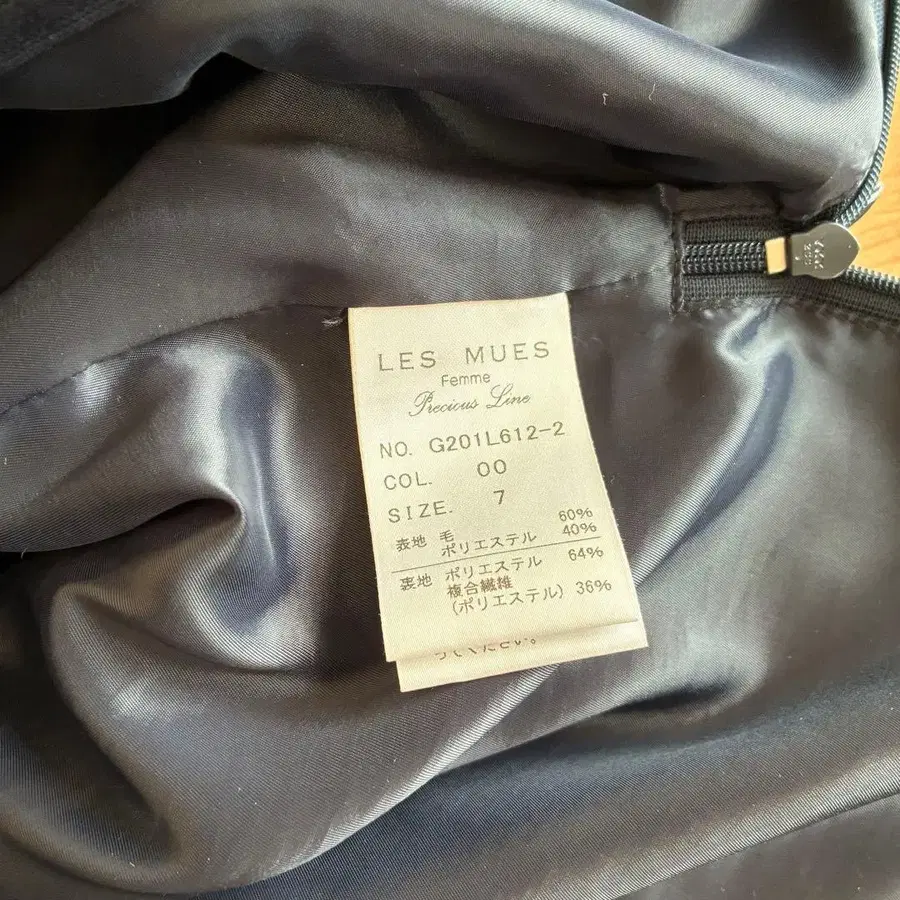 LES MUES
Femme
Precious Line
NO. G201L612-2
COL. 00
SIZE. 7
表地 毛 60%
ポリエステル 40%
裏地 ポリエステル 64%
複合繊維
(ポリエステル) 36%
YKK